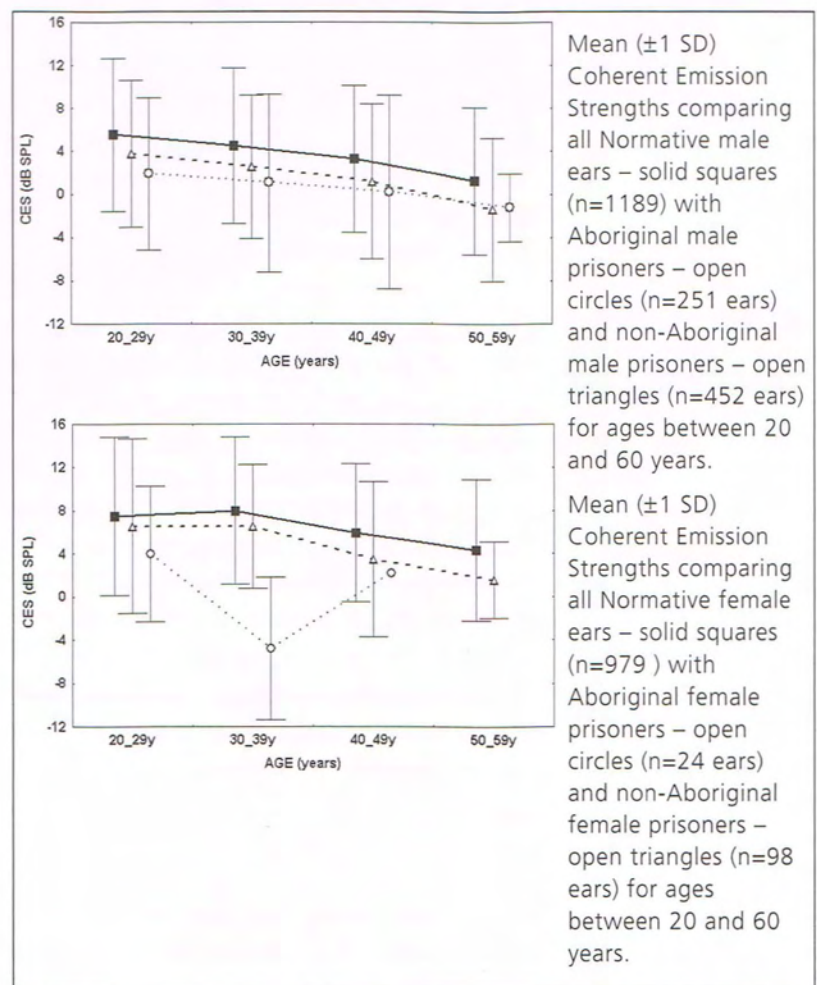 16
12
8
4
0
-4
-8
-12
CES (dB SPL)
20_29y 30_39y 40_49y 50_59y
AGE (years)
Mean (±1 SD)
Coherent Emission
Strengths comparing
all Normative male
ears – solid squares
(n=1189) with
Aboriginal male
prisoners – open
circles (n=251 ears)
and non-Aboriginal
male prisoners – open
triangles (n=452 ears)
for ages between 20
and 60 years.
16
12
8
4
0
-4
-8
-12
CES (dB SPL)
20_29y 30_39y 40_49y 50_59y
AGE (years)
Mean (±1 SD)
Coherent Emission
Strengths comparing
all Normative female
ears – solid squares
(n=979 ) with
Aboriginal female
prisoners – open
circles (n=24 ears)
and non-Aboriginal
female prisoners –
open triangles (n=98
ears) for ages
between 20 and 60
years.